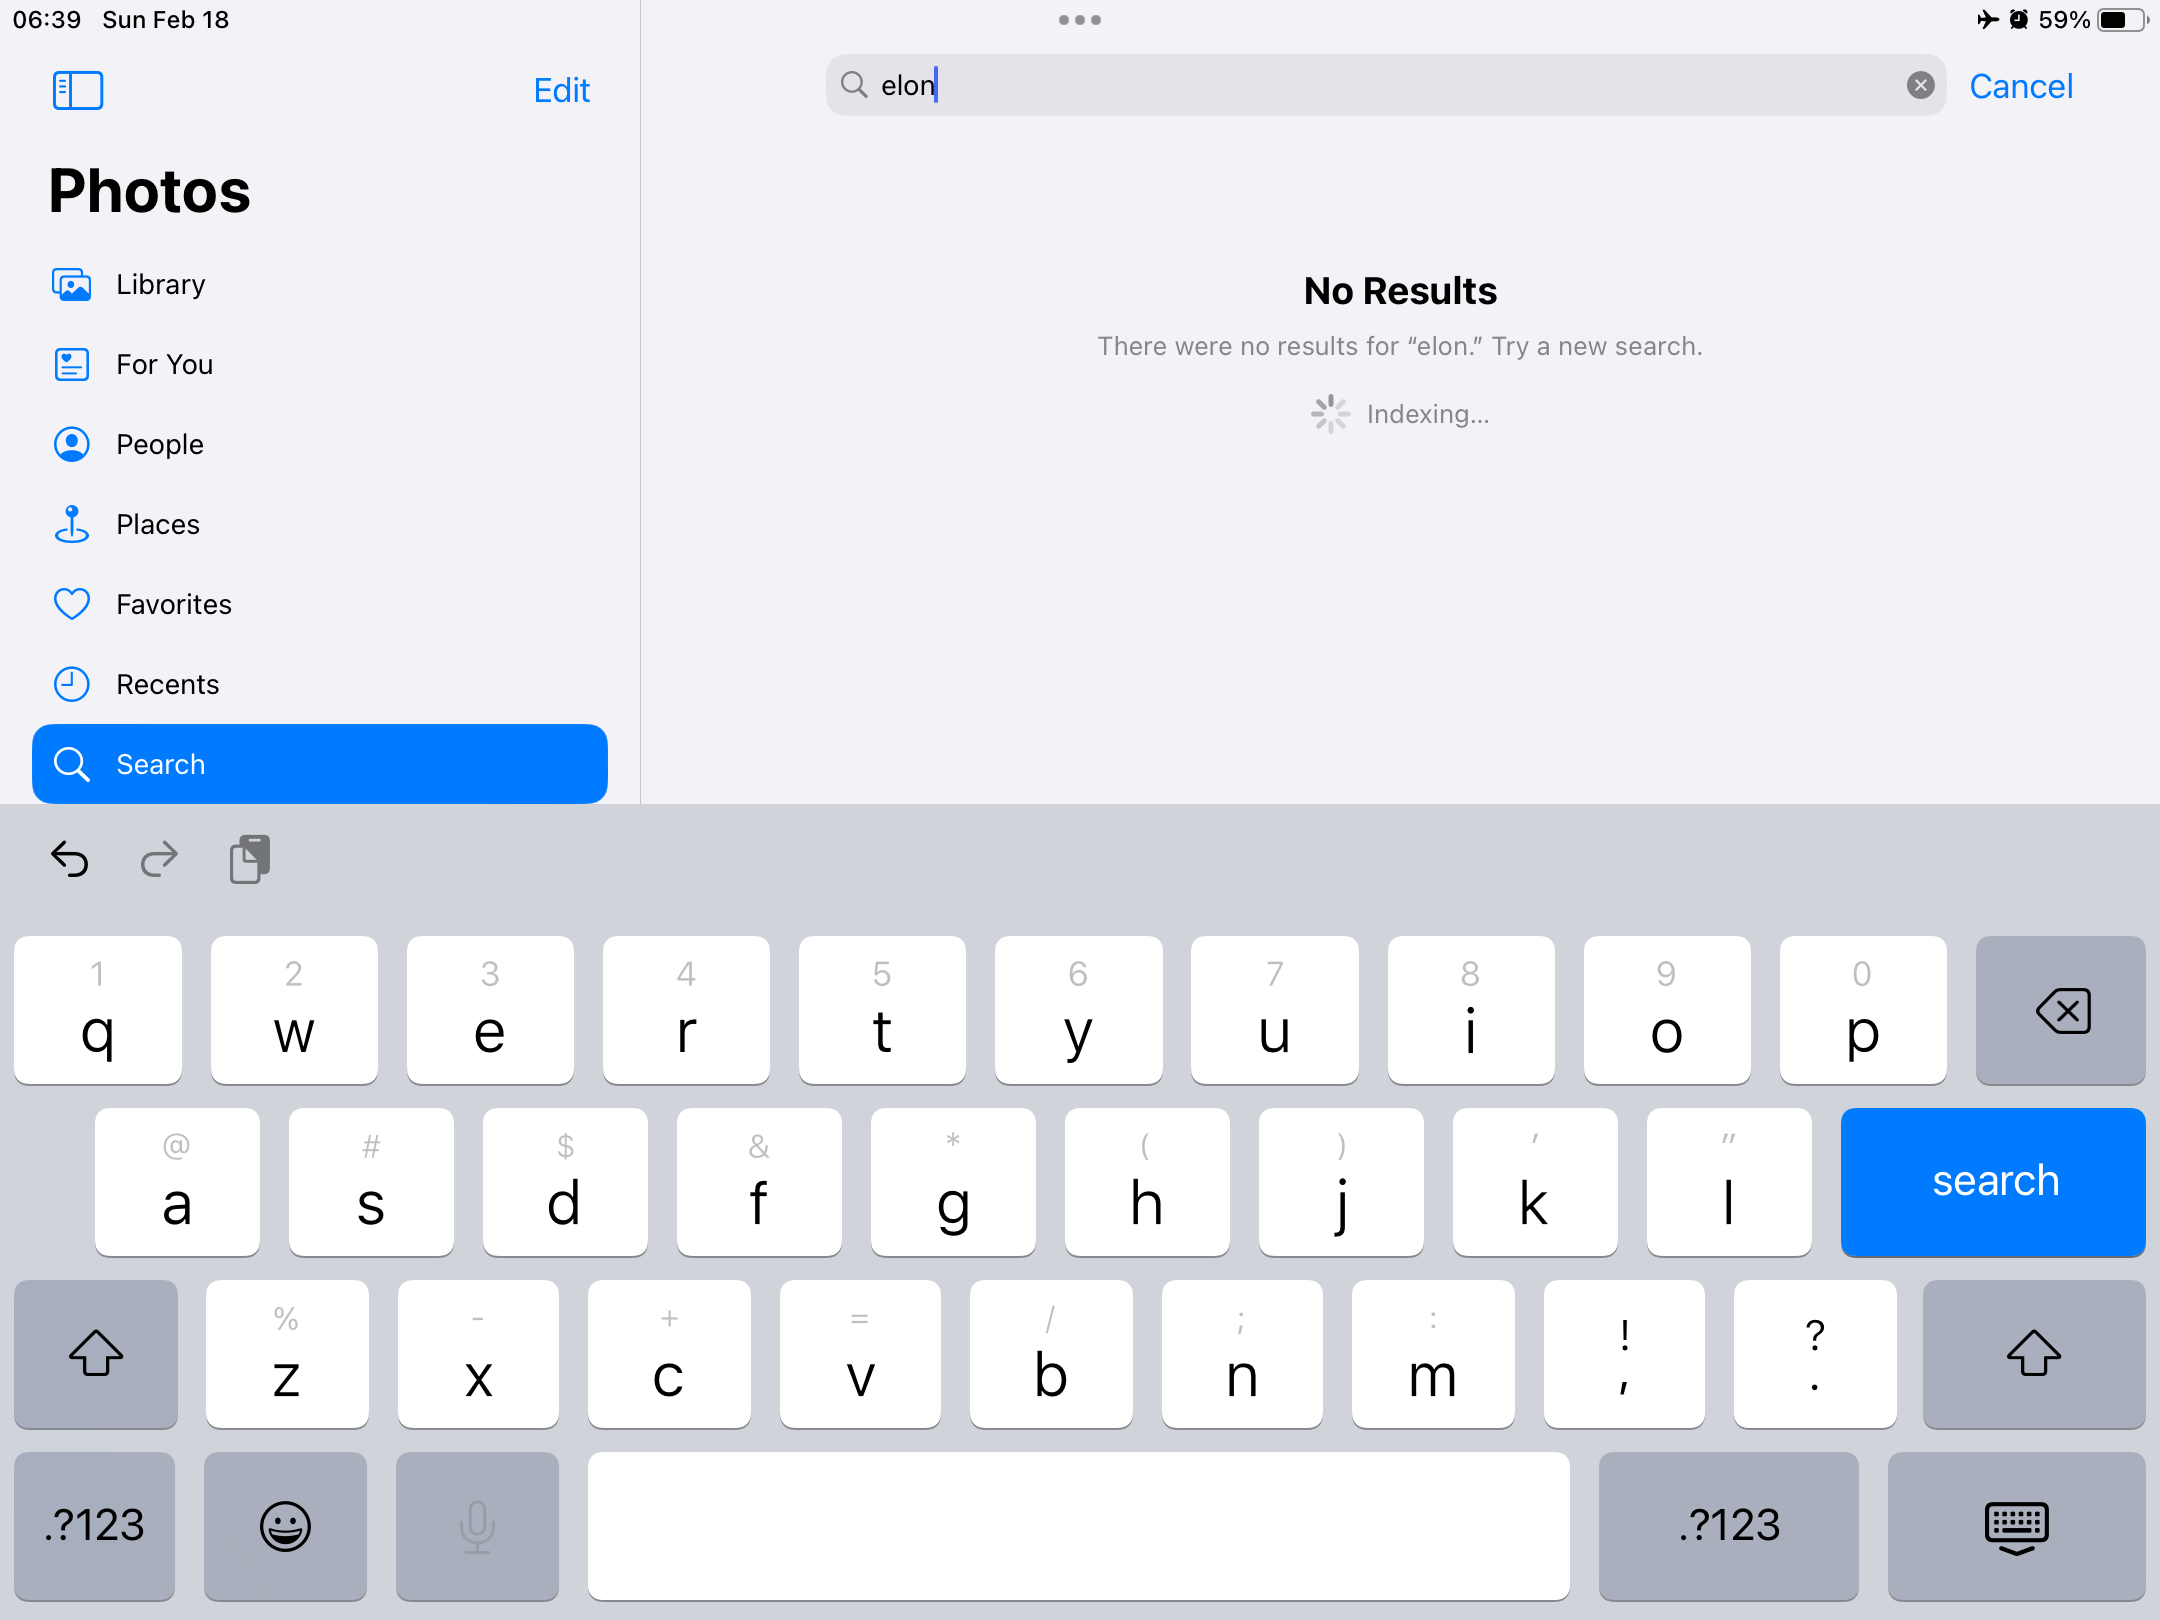 06:39 Sun Feb 18
59%
Edit
elon
Cancel
Photos
Library
For You
People
Places
Favorites
Recents
Search
No Results
There were no results for “elon.” Try a new search.
Indexing...
1 2 3 4 5 6 7 8 9 0
q w e r t y u i o p
@ # $ & * ( ) ' "
a s d f g h j k l
search
% - + = / ; : ! ?
z x c v b n m , .
.?123
.?123